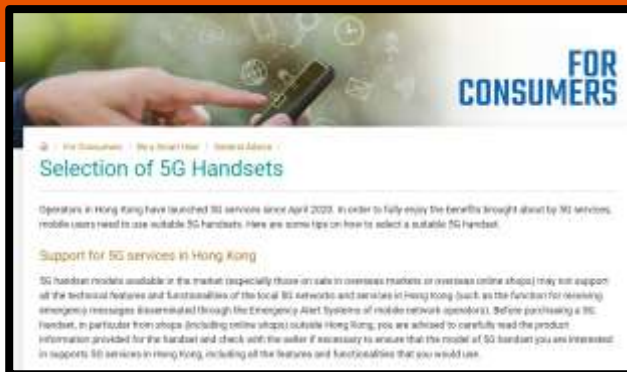 FOR
CONSUMERS
For Consumers / Be a Smart User / General Advice /
Selection of 5G Handsets
Operators in Hong Kong have launched 5G services since April 2020. In order to fully enjoy the benefits brought about by 5G services,
mobile users need to use suitable 5G handsets. Here are some tips on how to select a suitable 5G handset.
Support for 5G services in Hong Kong
5G handset models available in the market (especially those on sale in overseas markets or overseas online shops) may not support
all the technical features and functionalities of the local 5G networks and services in Hong Kong (such as the function for receiving
emergency messages disseminated through the Emergency Alert Systems of mobile network operators). Before purchasing a 5G
handset, in particular from shops (including online shops) outside Hong Kong, you are advised to carefully read the product
information provided for the handset and check with the seller if necessary to ensure that the model of 5G handset you are interested
in supports 5G services in Hong Kong, including all the features and functionalities that you would use.